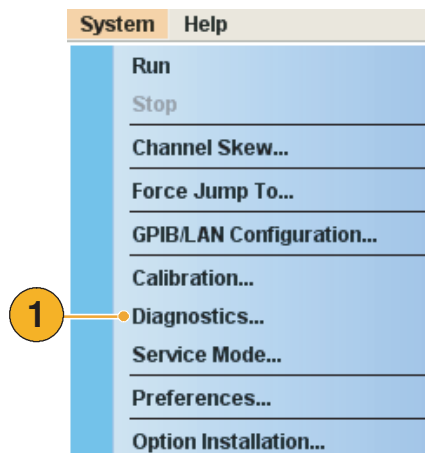 System Help
Run
Stop
Channel Skew...
Force Jump To...
GPIB/LAN Configuration...
Calibration...
1 Diagnostics...
Service Mode...
Preferences...
Option Installation...